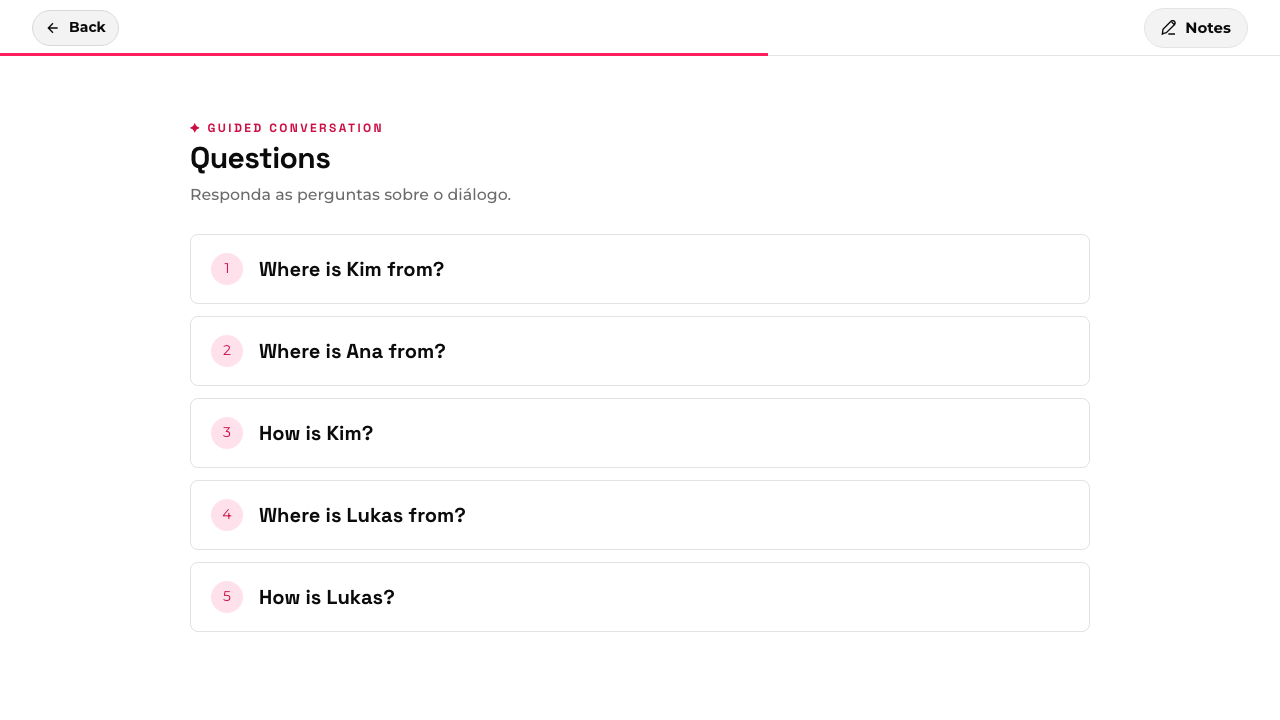 Back
Notes
GUIDED CONVERSATION
Questions
Responda as perguntas sobre o diálogo.
1 Where is Kim from?
2 Where is Ana from?
3 How is Kim?
4 Where is Lukas from?
5 How is Lukas?